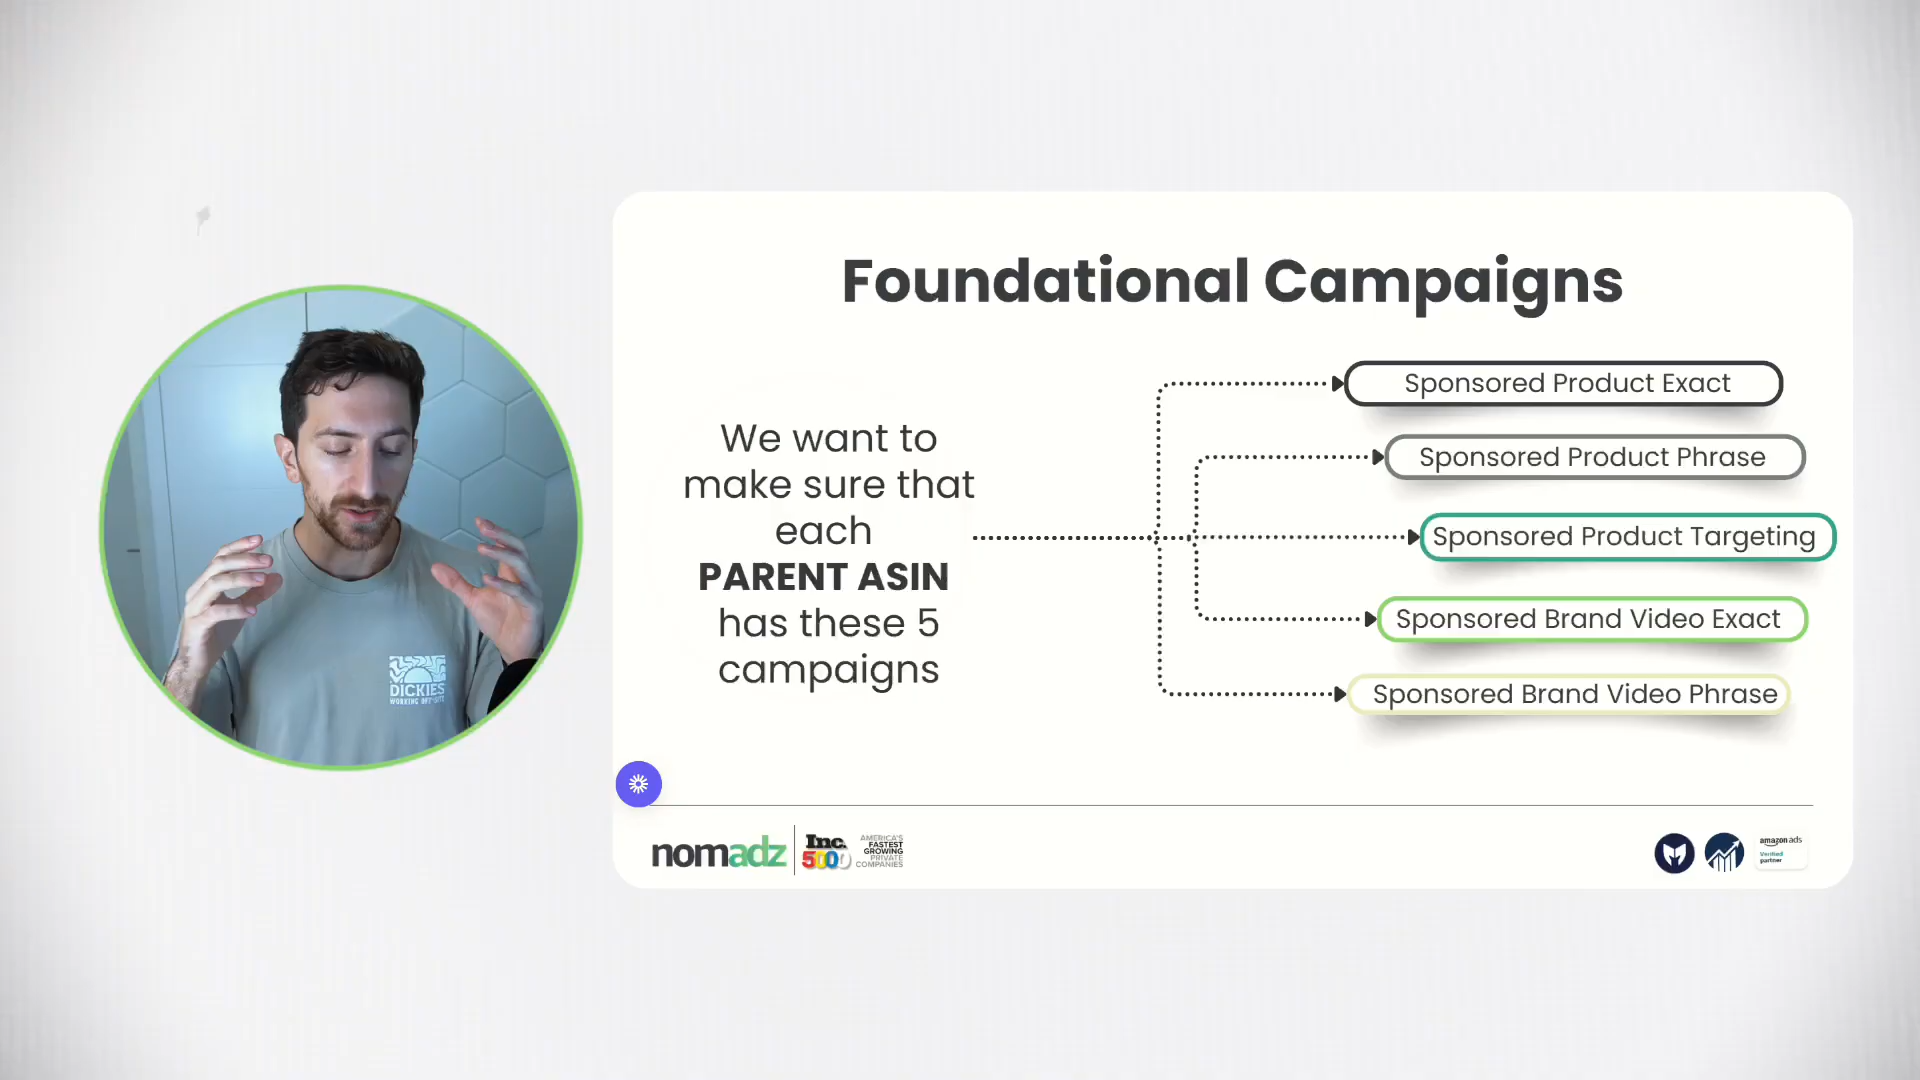 Foundational Campaigns
We want to
make sure that
each
PARENT ASIN
has these 5
campaigns
Sponsored Product Exact
Sponsored Product Phrase
Sponsored Product Targeting
Sponsored Brand Video Exact
Sponsored Brand Video Phrase
DICKIES
nomadz
Inc.
5000
AMERICA'S
FASTEST
GROWING
PRIVATE
COMPANIES
amazon ads
Verified
partner